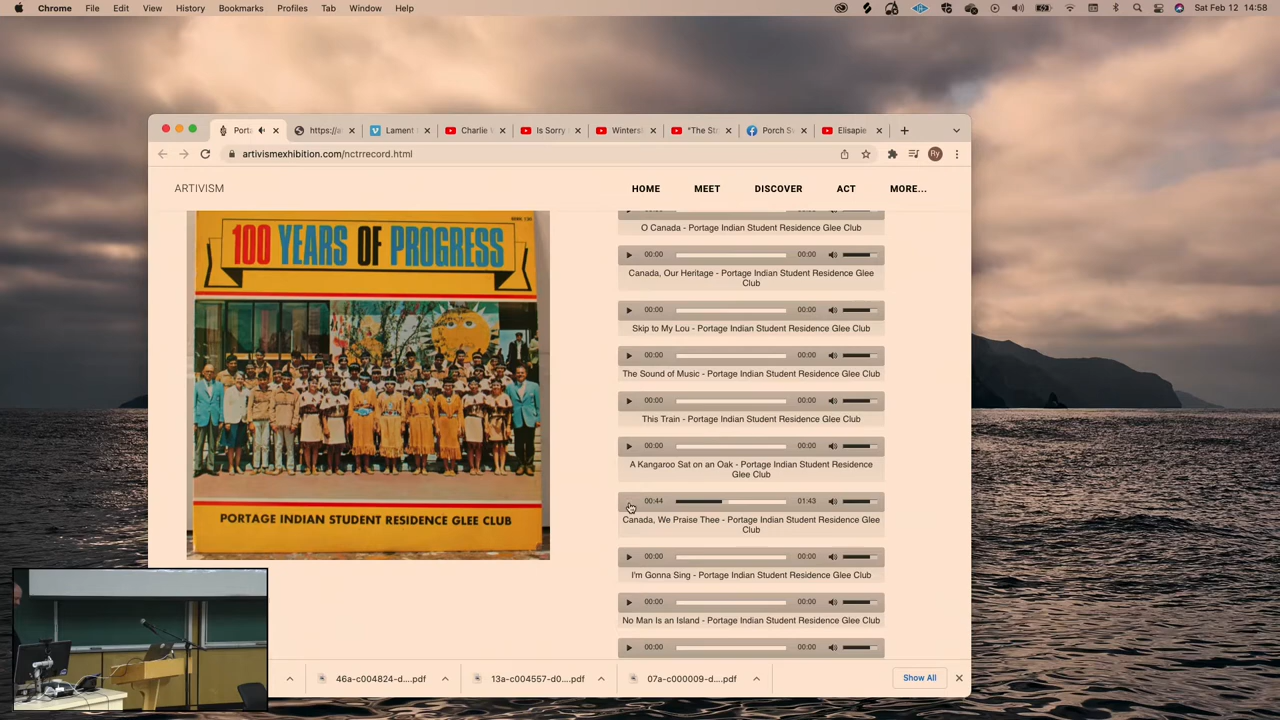 Chrome File Edit View History Bookmarks Profiles Tab Window Help Sat Feb 12 14:58
Porta https://a Lament Charlie Is Sorry Winters "The Sta Porch S Elisapie
artivismexhibition.com/nctrrecord.html Ry
ARTIVISM HOME MEET DISCOVER ACT MORE...
100 YEARS OF PROGRESS
PORTAGE INDIAN STUDENT RESIDENCE GLEE CLUB
O Canada - Portage Indian Student Residence Glee Club
00:00 00:00
Canada, Our Heritage - Portage Indian Student Residence Glee
Club
00:00 00:00
Skip to My Lou - Portage Indian Student Residence Glee Club
00:00 00:00
The Sound of Music - Portage Indian Student Residence Glee Club
00:00 00:00
This Train - Portage Indian Student Residence Glee Club
00:00 00:00
A Kangaroo Sat on an Oak - Portage Indian Student Residence
Glee Club
00:44 01:43
Canada, We Praise Thee - Portage Indian Student Residence Glee
Club
00:00 00:00
I'm Gonna Sing - Portage Indian Student Residence Glee Club
00:00 00:00
No Man Is an Island - Portage Indian Student Residence Glee Club
00:00 00:00
46a-c004824-d....pdf 13a-c004557-d0....pdf 07a-c000009-d....pdf Show All